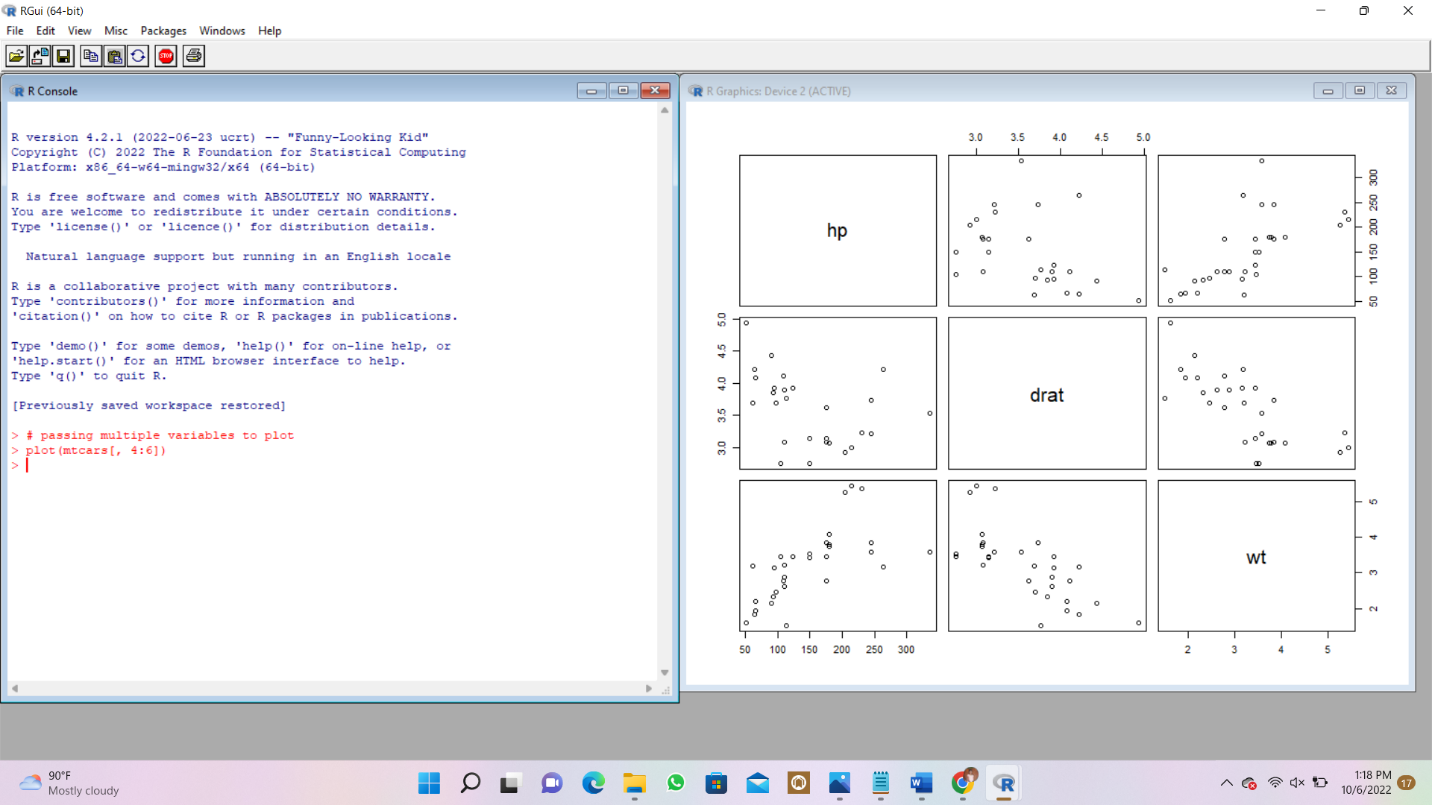 RGui (64-bit)
File Edit View Misc Packages Windows Help
STOP
R Console
R version 4.2.1 (2022-06-23 ucrt) -- "Funny-Looking Kid"
Copyright (C) 2022 The R Foundation for Statistical Computing
Platform: x86_64-w64-mingw32/x64 (64-bit)
R is free software and comes with ABSOLUTELY NO WARRANTY.
You are welcome to redistribute it under certain conditions.
Type 'license()' or 'licence()' for distribution details.
Natural language support but running in an English locale
R is a collaborative project with many contributors.
Type 'contributors()' for more information and
'citation()' on how to cite R or R packages in publications.
Type 'demo()' for some demos, 'help()' for on-line help, or
'help.start()' for an HTML browser interface to help.
Type 'q()' to quit R.
[Previously saved workspace restored]
> # passing multiple variables to plot
> plot(mtcars[, 4:6])
>
R Graphics: Device 2 (ACTIVE)
3.0 3.5 4.0 4.5 5.0
hp
50 100 150 200 250 300
3.0 3.5 4.0 4.5 5.0
drat
wt
2 3 4 5
50 100 150 200 250 300
2 3 4 5
90°F
Mostly cloudy
1:18 PM
10/6/2022
17